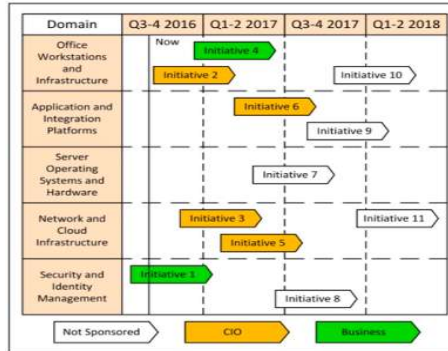 Domain Q3-4 2016 Q1-2 2017 Q3-4 2017 Q1-2 2018
Now
Office
Workstations
and
Infrastructure
Initiative 4
Initiative 2
Initiative 10
Application and
Integration
Platforms
Initiative 6
Initiative 9
Server
Operating
Systems and
Hardware
Initiative 7
Network and
Cloud
Infrastructure
Initiative 3
Initiative 11
Initiative 5
Security and
Identity
Management
Initiative 1
Initiative 8
Not Sponsored CIO Business